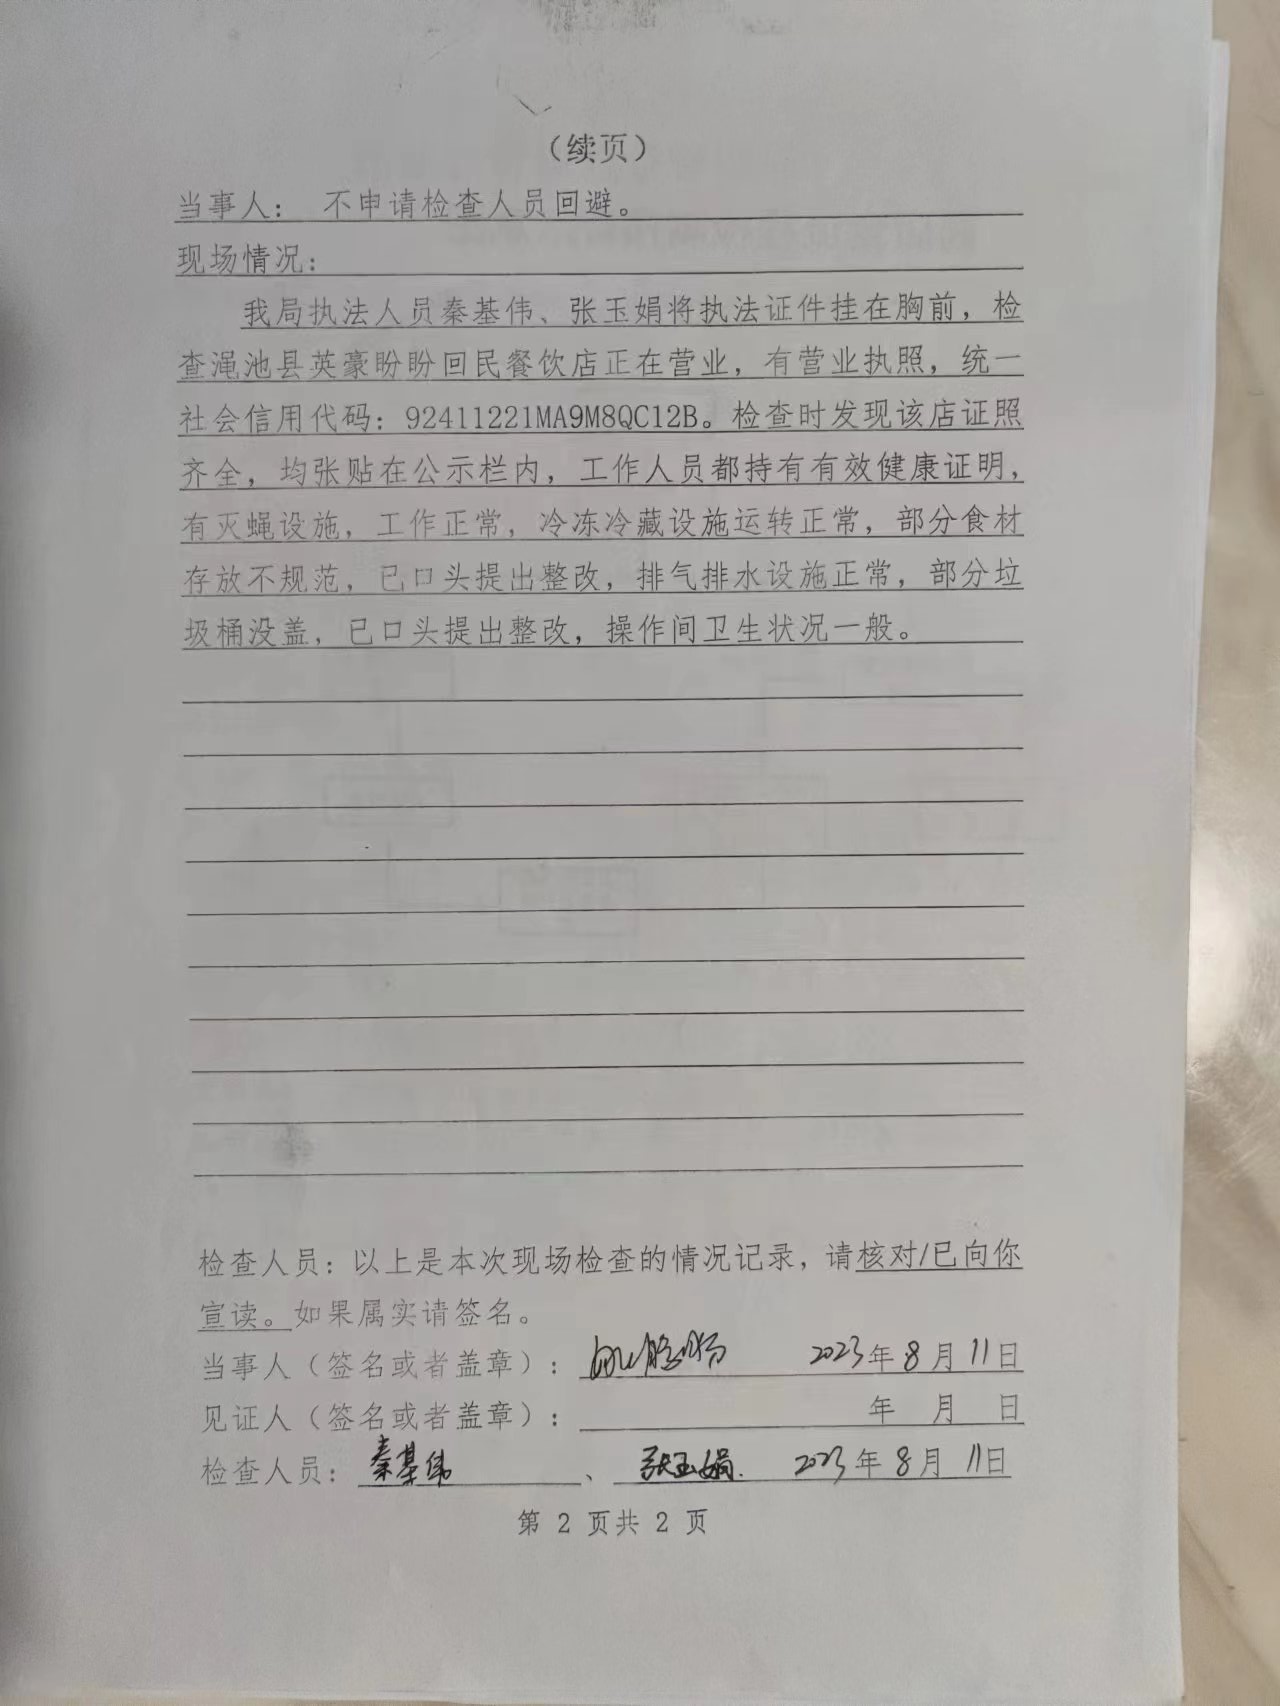 （续页）
当事人： 不申请检查人员回避。
现场情况：
我局执法人员秦基伟、张玉娟将执法证件挂在胸前，检
查渑池县英豪盼盼回民餐饮店正在营业，有营业执照，统一
社会信用代码：92411221MA9M8QC12B。检查时发现该店证照
齐全，均张贴在公示栏内，工作人员都持有有效健康证明，
有灭蝇设施，工作正常，冷冻冷藏设施运转正常，部分食材
存放不规范，已口头提出整改，排气排水设施正常，部分垃
圾桶没盖，已口头提出整改，操作间卫生状况一般。
检查人员：以上是本次现场检查的情况记录，请核对/已向你
宣读。如果属实请签名。
当事人（签名或者盖章）： 2023年8月11日
见证人（签名或者盖章）： 年 月 日
检查人员：秦基伟、张玉娟 2023年8月11日
第 2 页共 2 页